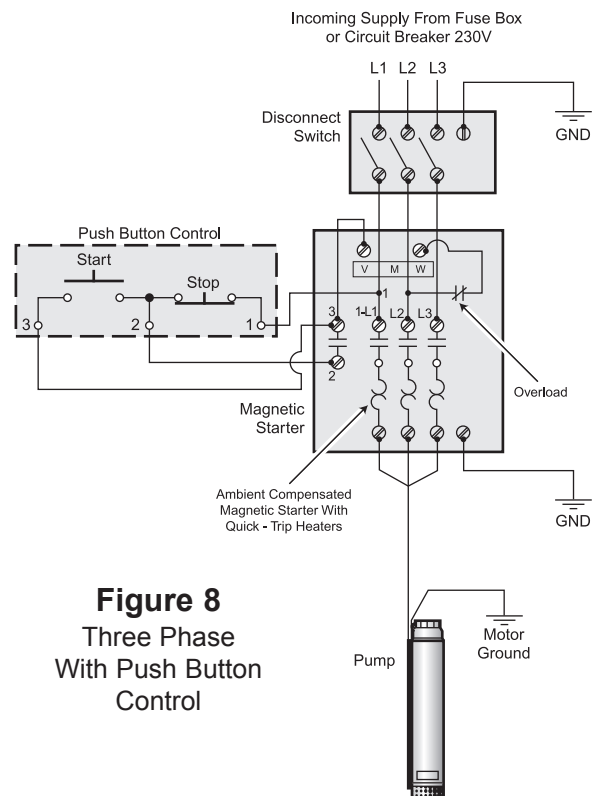 Incoming Supply From Fuse Box
or Circuit Breaker 230V
L1 L2 L3
Disconnect
Switch
GND
Push Button Control
Start
Stop
3 2 1
V M W
1
3 1-L1 L2 L3
2
Overload
Magnetic
Starter
Ambient Compensated
Magnetic Starter With
Quick - Trip Heaters
GND
Figure 8
Three Phase
With Push Button
Control
Pump
Motor
Ground